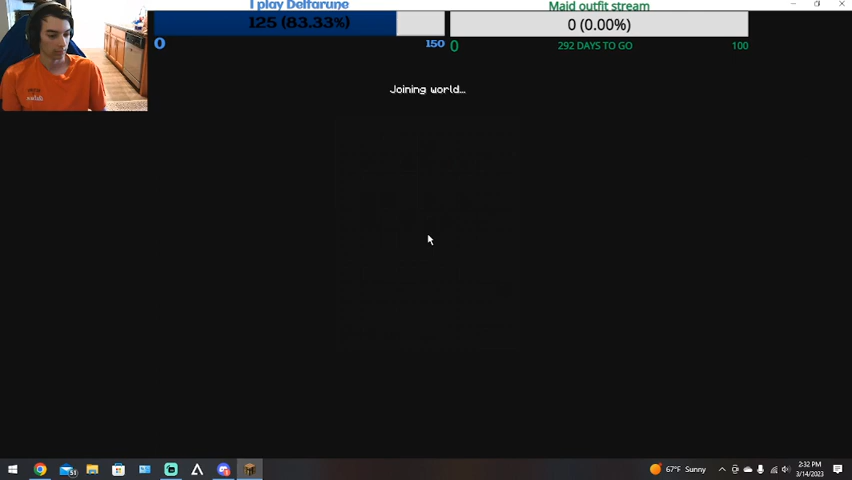 I play Deltarune
125 (83.33%)
0
150
Maid outfit stream
0 (0.00%)
0
292 DAYS TO GO
100
Joining world...
51
67°F Sunny
2:32 PM
3/14/2023